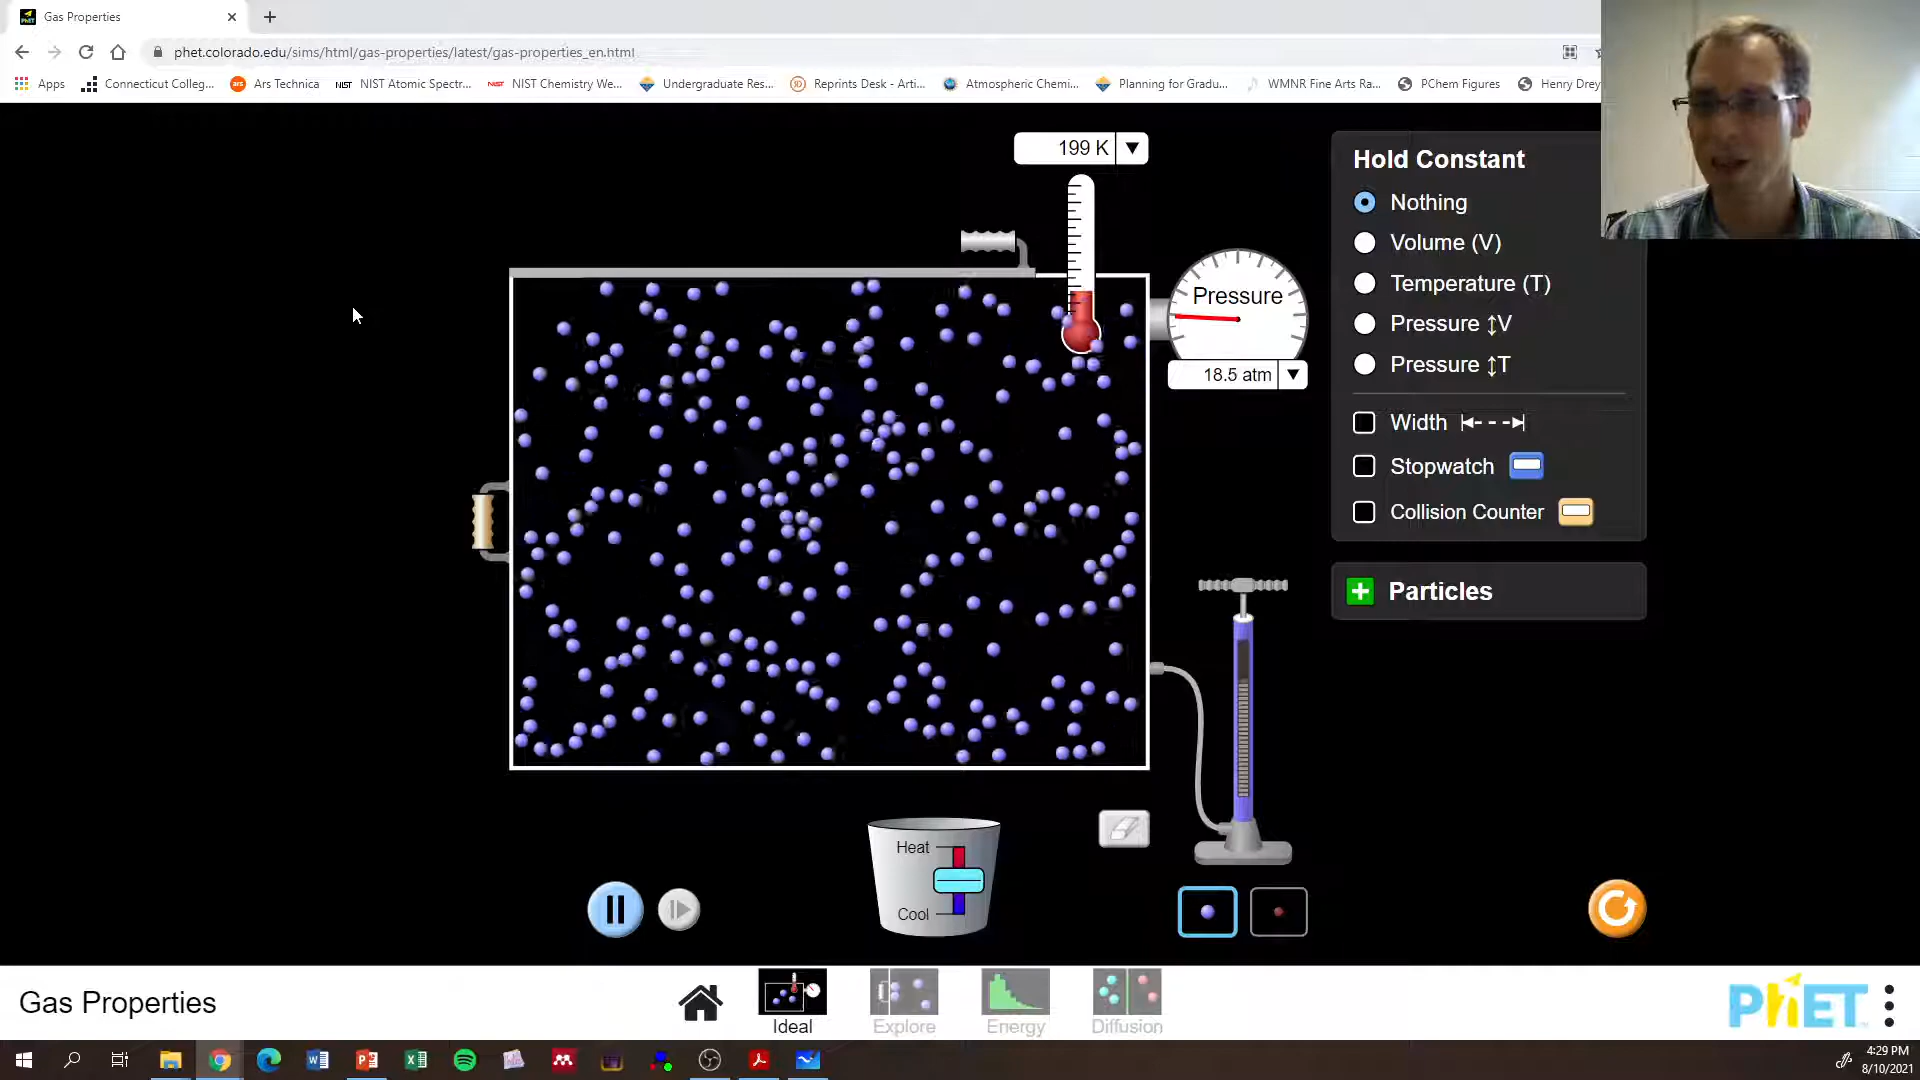 Gas Properties
phet.colorado.edu/sims/html/gas-properties/latest/gas-properties_en.html
Apps Connecticut Colleg... Ars Technica NIST Atomic Spectr... NIST Chemistry We... Undergraduate Res... Reprints Desk - Arti... Atmospheric Chemi... Planning for Gradu... WMNR Fine Arts Ra... PChem Figures Henry Drey
199 K
Hold Constant
Nothing
Volume (V)
Temperature (T)
Pressure ↕V
Pressure ↕T
Pressure
18.5 atm
Width
Stopwatch
Collision Counter
Particles
Heat
Cool
Gas Properties
Ideal
Explore
Energy
Diffusion
PhET
4:29 PM
8/10/2021